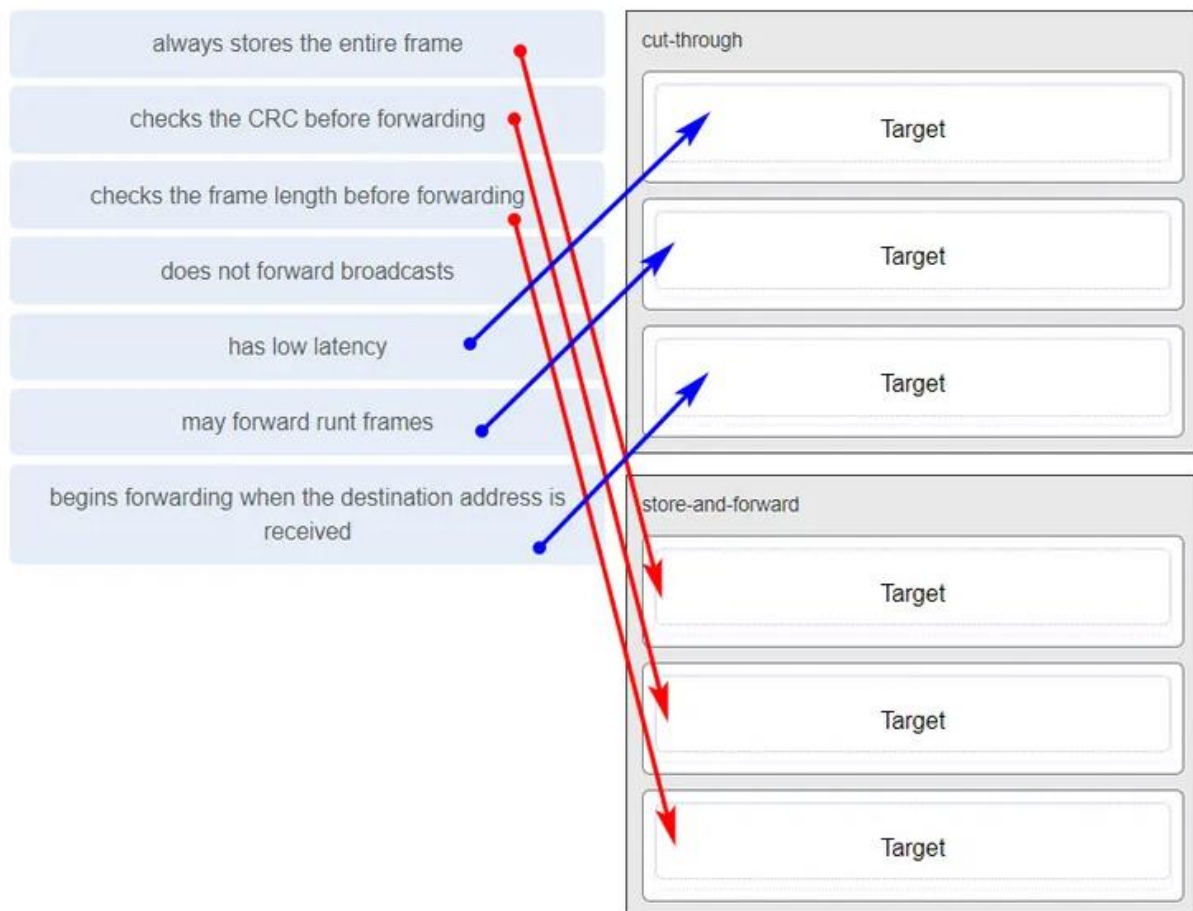 always stores the entire frame
checks the CRC before forwarding
checks the frame length before forwarding
does not forward broadcasts
has low latency
may forward runt frames
begins forwarding when the destination address is
received
cut-through
Target
Target
Target
store-and-forward
Target
Target
Target